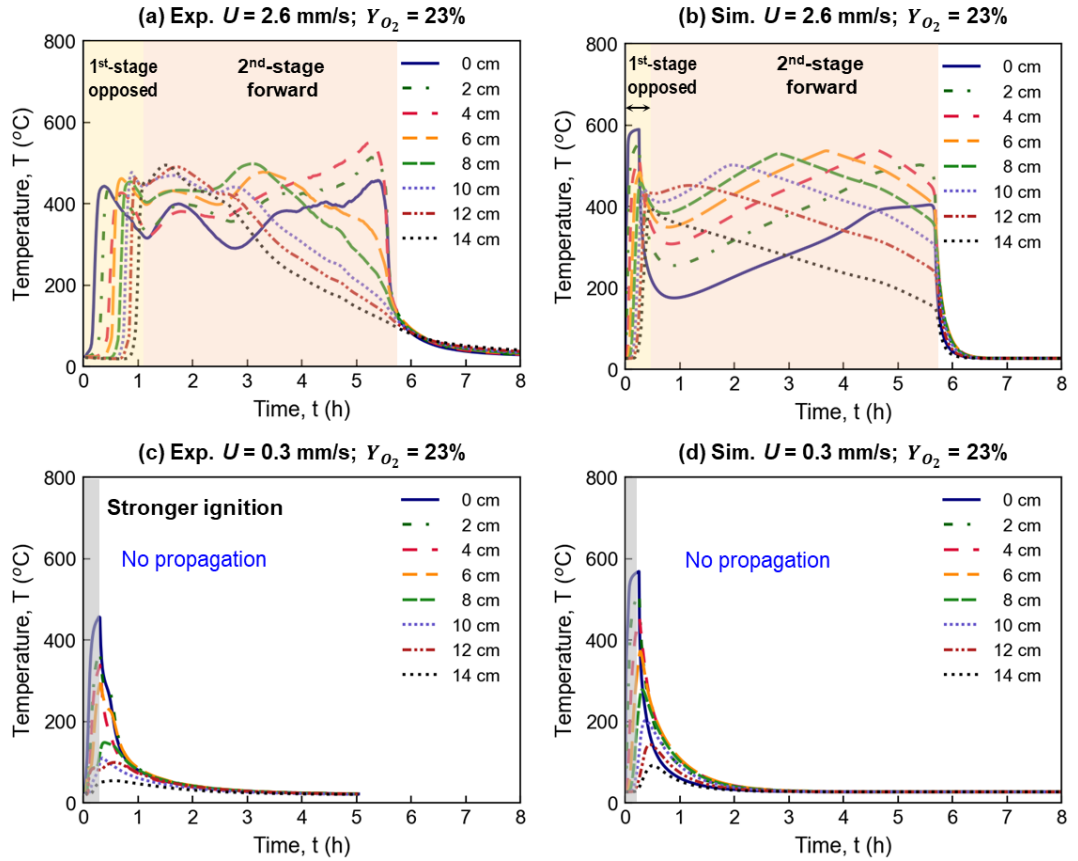 (a) Exp. U = 2.6 mm/s; Y_{O_2} = 23%
800
600
400
200
0
0 1 2 3 4 5 6 7 8
Temperature, T (°C)
Time, t (h)
1st-stage
opposed
2nd-stage
forward
0 cm
2 cm
4 cm
6 cm
8 cm
10 cm
12 cm
14 cm
(b) Sim. U = 2.6 mm/s; Y_{O_2} = 23%
800
600
400
200
0
0 1 2 3 4 5 6 7 8
Temperature, T (°C)
Time, t (h)
1st-stage
opposed
2nd-stage
forward
0 cm
2 cm
4 cm
6 cm
8 cm
10 cm
12 cm
14 cm
(c) Exp. U = 0.3 mm/s; Y_{O_2} = 23%
800
600
400
200
0
0 1 2 3 4 5 6 7 8
Temperature, T (°C)
Time, t (h)
Stronger ignition
No propagation
0 cm
2 cm
4 cm
6 cm
8 cm
10 cm
12 cm
14 cm
(d) Sim. U = 0.3 mm/s; Y_{O_2} = 23%
800
600
400
200
0
0 1 2 3 4 5 6 7 8
Temperature, T (°C)
Time, t (h)
No propagation
0 cm
2 cm
4 cm
6 cm
8 cm
10 cm
12 cm
14 cm